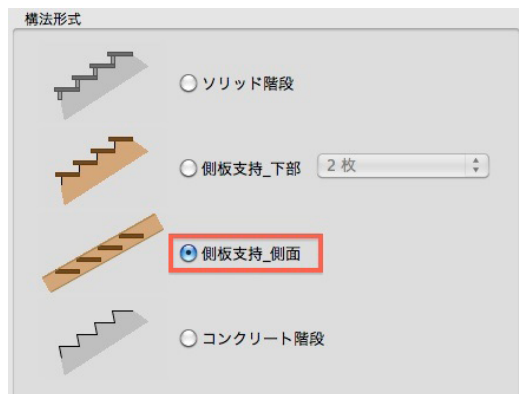 構法形式
ソリッド階段
側板支持_下部 2 枚
側板支持_側面
コンクリート階段